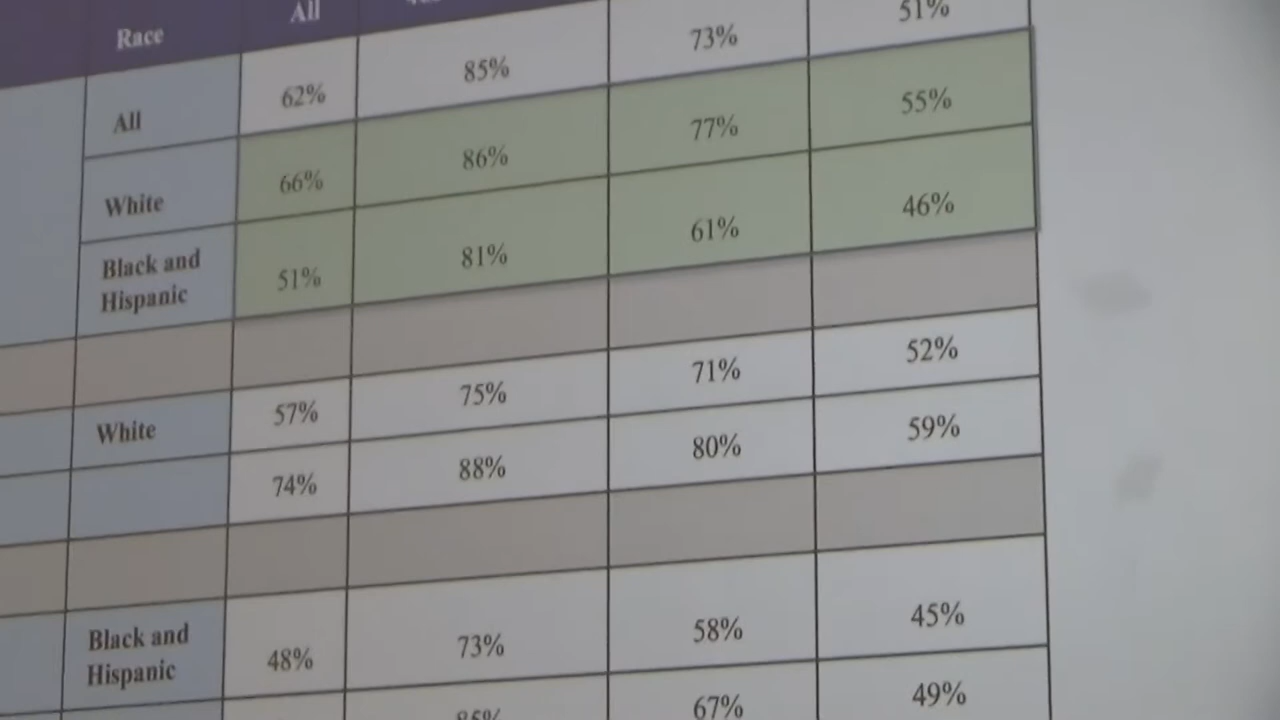 Race All
All 62% 85% 73% 51%
White 66% 86% 77% 55%
Black and
Hispanic 51% 81% 61% 46%
White 57% 75% 71% 52%
74% 88% 80% 59%
Black and
Hispanic 48% 73% 58% 45%
85% 67% 49%